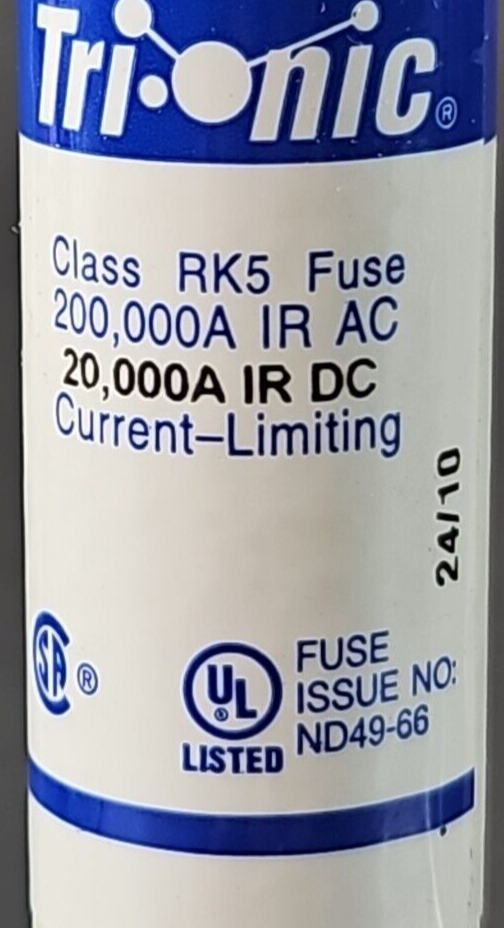 Tri-onic®
Class RK5 Fuse
200,000A IR AC
20,000A IR DC
Current-Limiting
24/10
SA ®
UL ®
LISTED
FUSE
ISSUE NO:
ND49-66